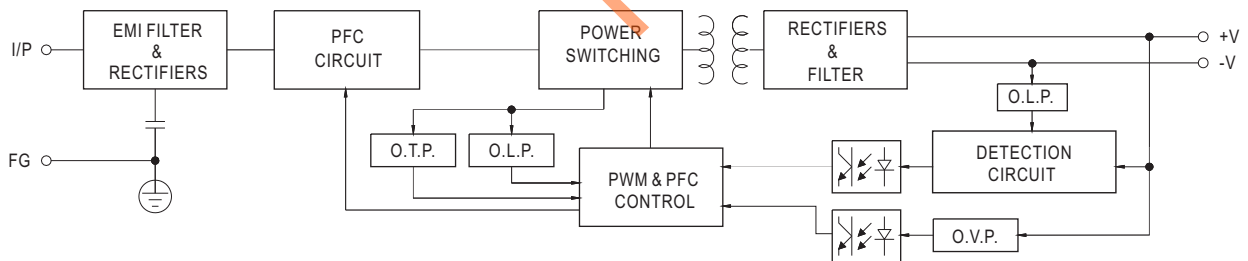 I/P
EMI FILTER
&
RECTIFIERS
PFC
CIRCUIT
POWER
SWITCHING
RECTIFIERS
&
FILTER
+V
-V
O.L.P.
O.T.P.
O.L.P.
FG
PWM & PFC
CONTROL
DETECTION
CIRCUIT
O.V.P.